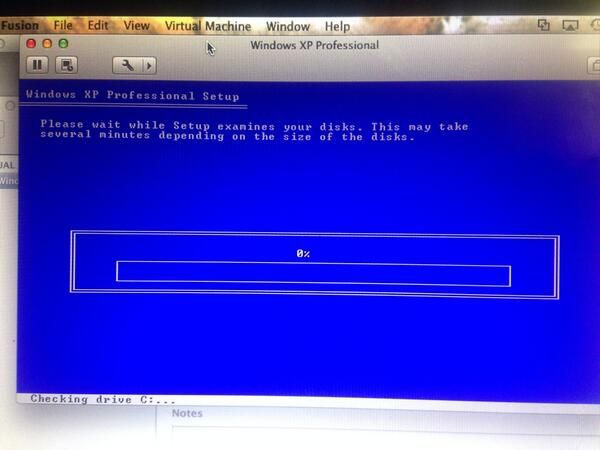 Fusion File Edit View Virtual Machine Window Help
Windows XP Professional
Windows XP Professional Setup
Please wait while Setup examines your disks. This may take
several minutes depending on the size of the disks.
UAL
Wind
0%
Checking drive C:...
Notes